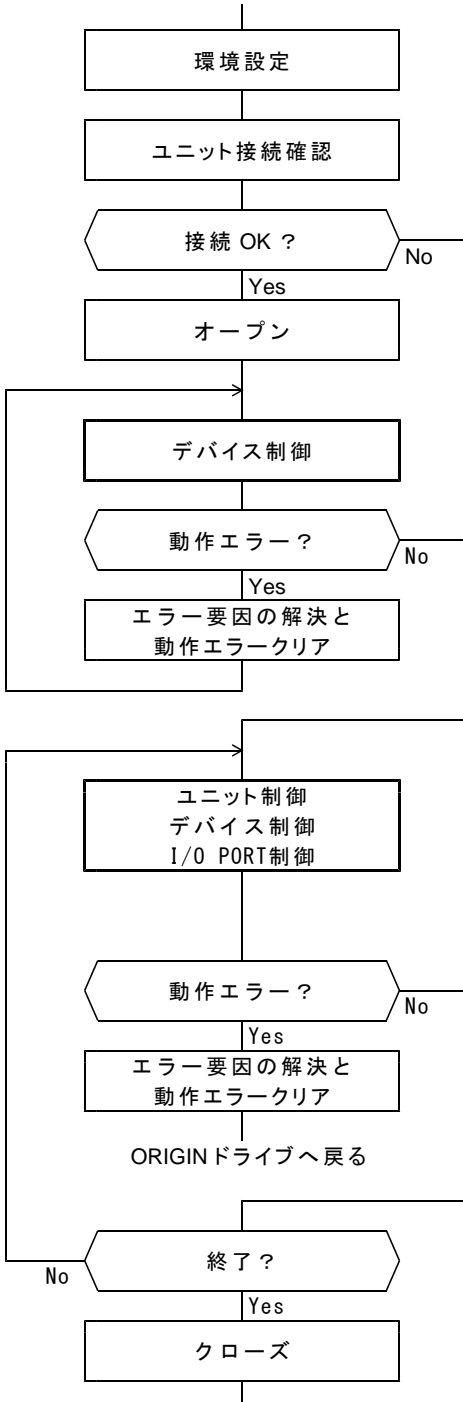 環境設定
ユニット接続確認
接続 OK ?
No
Yes
オープン
デバイス制御
動作エラー?
No
Yes
エラー要因の解決と
動作エラークリア
ユニット制御
デバイス制御
I/O PORT制御
動作エラー?
No
Yes
エラー要因の解決と
動作エラークリア
ORIGINドライブへ戻る
終了?
No
Yes
クローズ